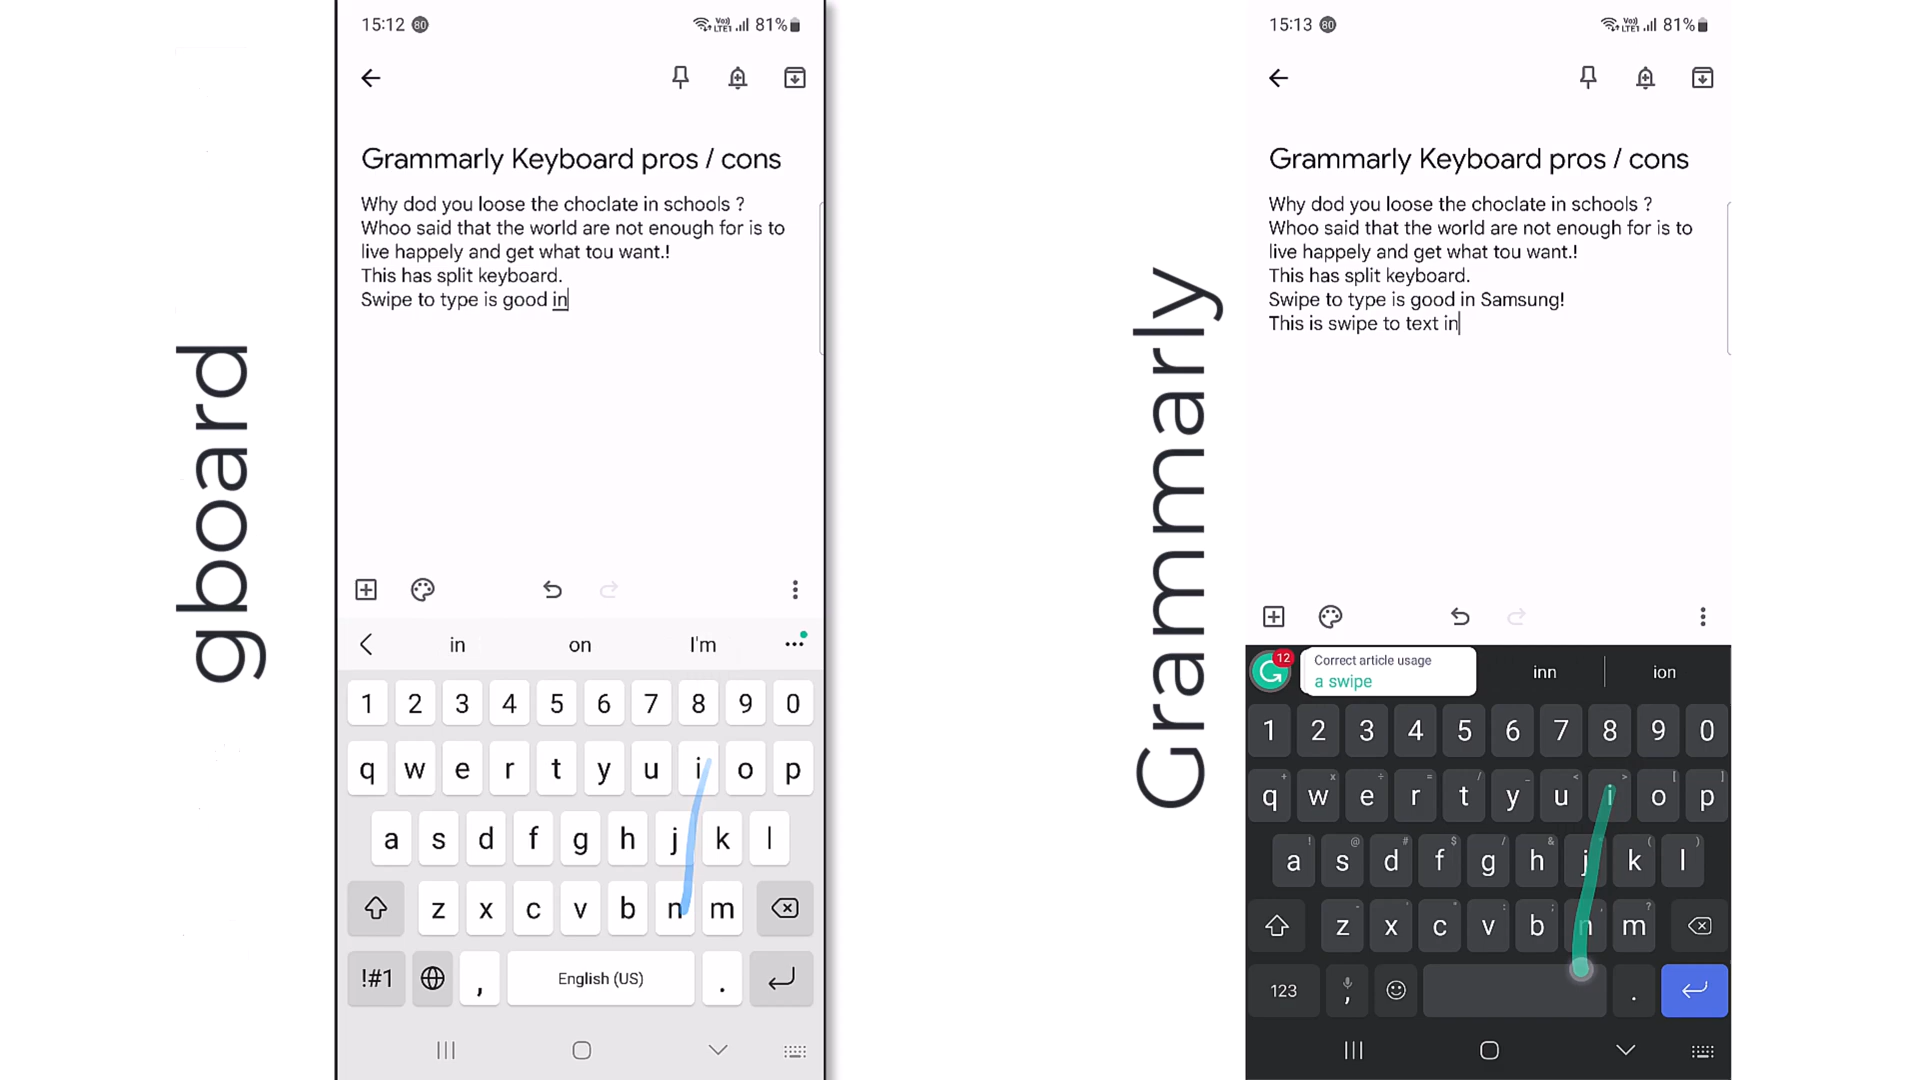 gboard
15:12 80 Vo) LTE1 81%
Grammarly Keyboard pros / cons
Why dod you loose the choclate in schools ?
Whoo said that the world are not enough for is to
live happely and get what tou want.!
This has split keyboard.
Swipe to type is good in
in on I'm
1 2 3 4 5 6 7 8 9 0
q w e r t y u i o p
a s d f g h j k l
z x c v b n m
!#1 , English (US) .
Grammarly
15:13 80 Vo) LTE1 81%
Grammarly Keyboard pros / cons
Why dod you loose the choclate in schools ?
Whoo said that the world are not enough for is to
live happely and get what tou want.!
This has split keyboard.
Swipe to type is good in Samsung!
This is swipe to text in
12 Correct article usage
a swipe
inn ion
1 2 3 4 5 6 7 8 9 0
q w e r t y u i o p
a s d f g h j k l
z x c v b n m
123 , .